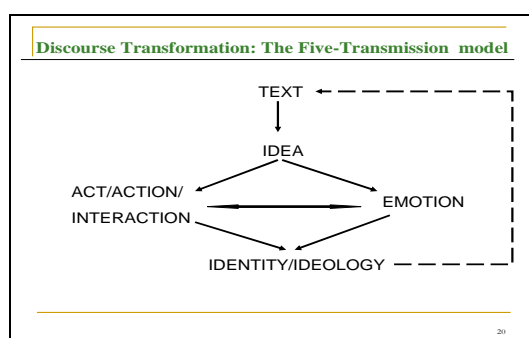 Discourse Transformation: The Five-Transmission model
TEXT
IDEA
ACT/ACTION/
INTERACTION
EMOTION
IDENTITY/IDEOLOGY
20